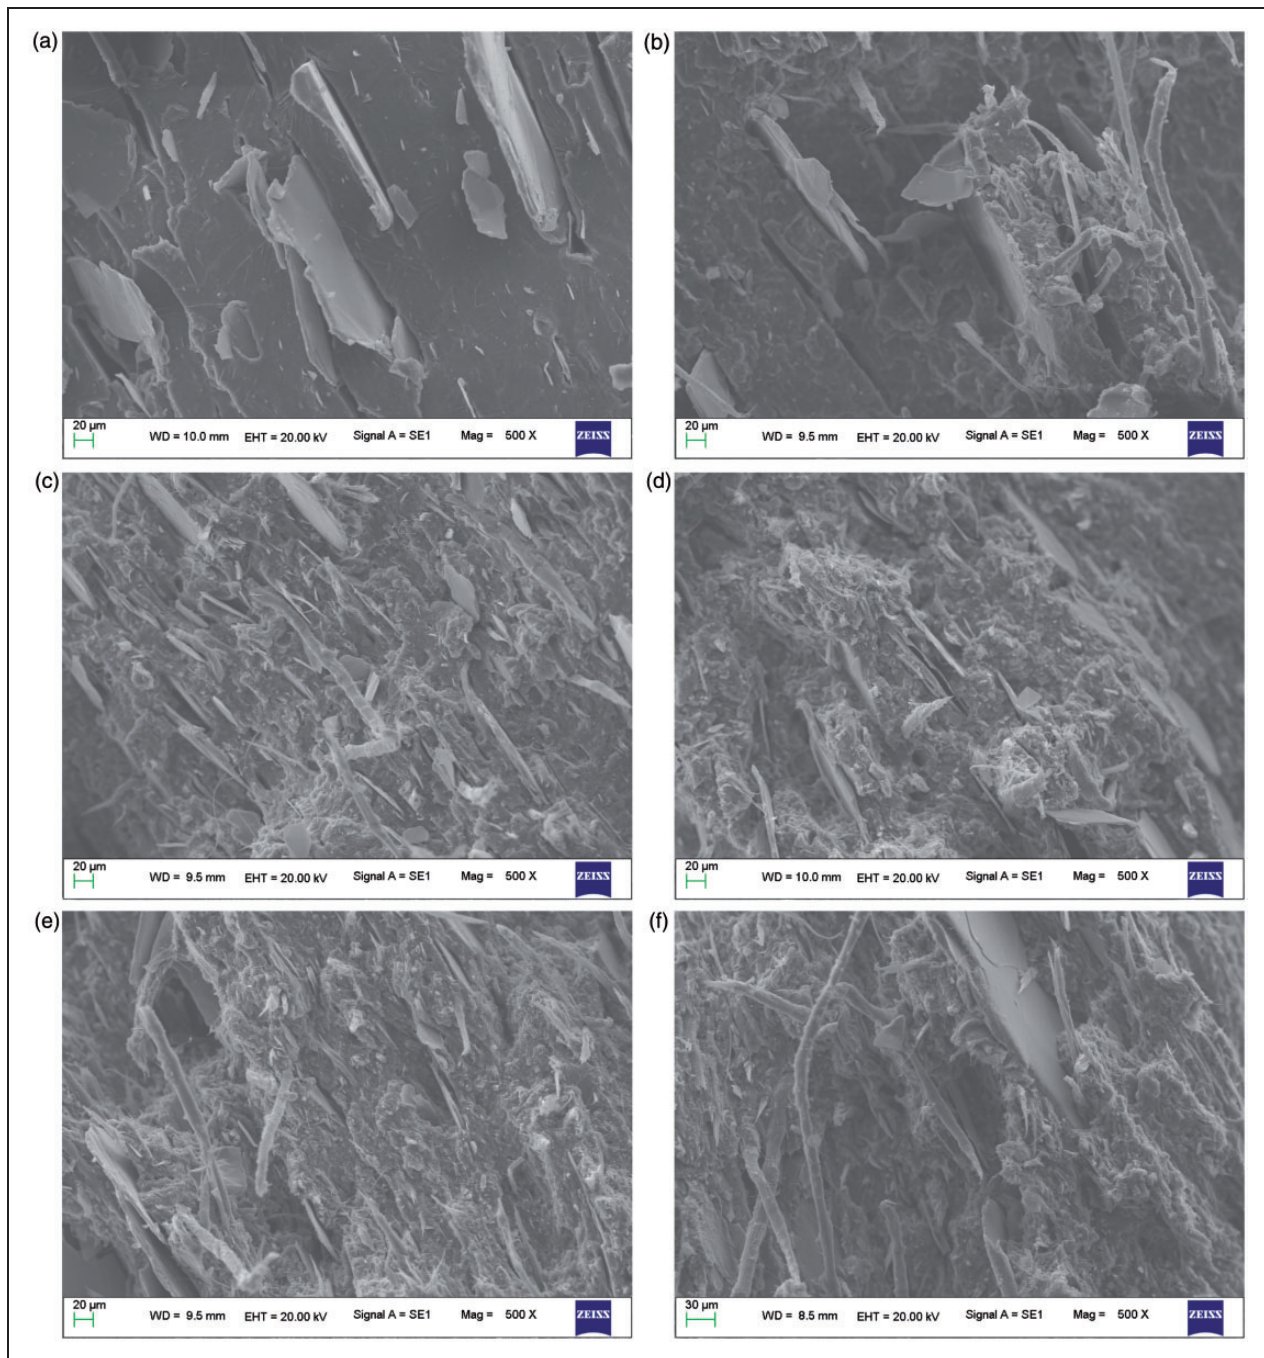 (a)
20 µm
WD = 10.0 mm EHT = 20.00 kV Signal A = SE1 Mag = 500 X ZEISS
(b)
20 µm
WD = 9.5 mm EHT = 20.00 kV Signal A = SE1 Mag = 500 X ZEISS
(c)
20 µm
WD = 9.5 mm EHT = 20.00 kV Signal A = SE1 Mag = 500 X ZEISS
(d)
20 µm
WD = 10.0 mm EHT = 20.00 kV Signal A = SE1 Mag = 500 X ZEISS
(e)
20 µm
WD = 9.5 mm EHT = 20.00 kV Signal A = SE1 Mag = 500 X ZEISS
(f)
30 µm
WD = 8.5 mm EHT = 20.00 kV Signal A = SE1 Mag = 500 X ZEISS